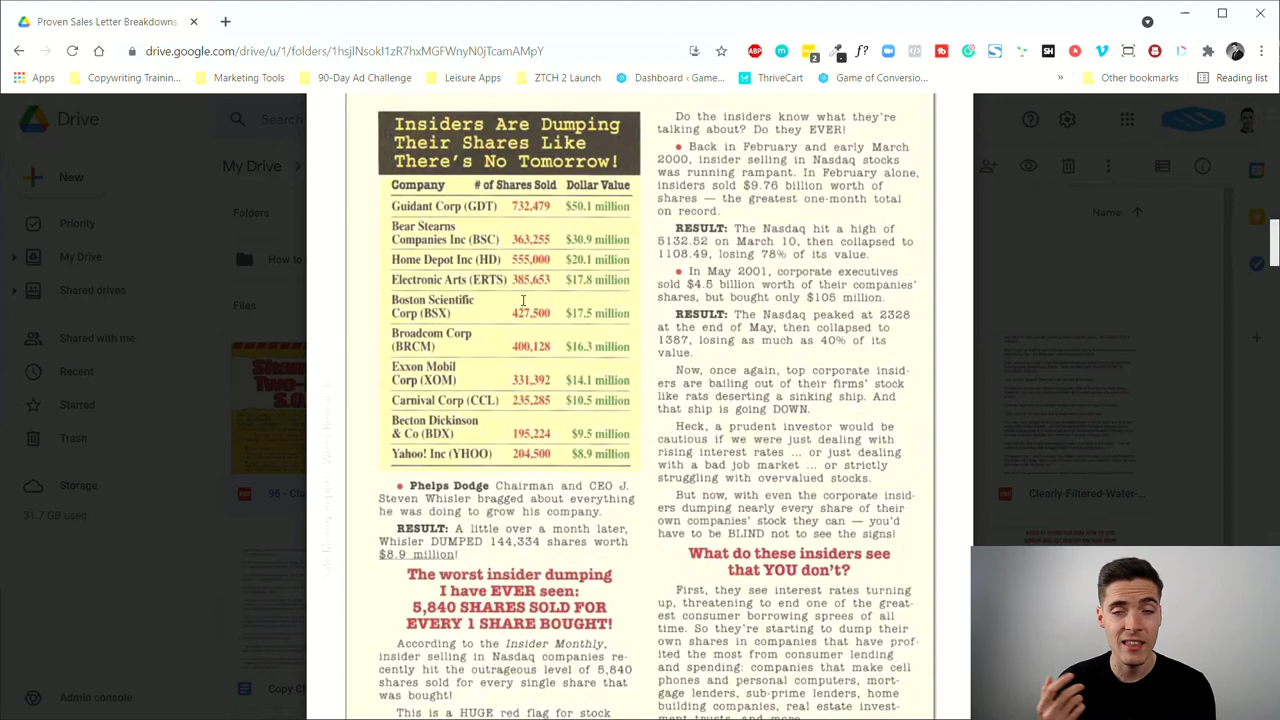 Proven Sales Letter Breakdowns
drive.google.com/drive/u/1/folders/1hsjlNsokI1zR7hxMGFWnyN0jTcamAMpY
Apps
Copywriting Trainin...
Marketing Tools
90-Day Ad Challenge
Leisure Apps
ZTCH 2 Launch
Dashboard ‹ Game...
ThriveCart
Game of Conversio...
»
Other bookmarks
Reading list
Drive
New
Priority
My Drive
Shared drives
Shared with me
Recent
Starred
Trash
Storage
31.7 GB used
Admin console
My Drive
Folders
How to
Files
96 - Cl
Copy Ch
Name
Clearly-Filtered-Water-...
Insiders Are Dumping
Their Shares Like
There's No Tomorrow!
Company # of Shares Sold Dollar Value
Guidant Corp (GDT) 732,479 $50.1 million
Bear Stearns
Companies Inc (BSC) 363,255 $30.9 million
Home Depot Inc (HD) 555,000 $20.1 million
Electronic Arts (ERTS) 385,653 $17.8 million
Boston Scientific
Corp (BSX) 427,500 $17.5 million
Broadcom Corp
(BRCM) 400,128 $16.3 million
Exxon Mobil
Corp (XOM) 331,392 $14.1 million
Carnival Corp (CCL) 235,285 $10.5 million
Becton Dickinson
& Co (BDX) 195,224 $9.5 million
Yahoo! Inc (YHOO) 204,500 $8.9 million
• Phelps Dodge Chairman and CEO J.
Steven Whisler bragged about everything
he was doing to grow his company.
RESULT: A little over a month later,
Whisler DUMPED 144,334 shares worth
$8.9 million!
The worst insider dumping
I have EVER seen:
5,840 SHARES SOLD FOR
EVERY 1 SHARE BOUGHT!
According to the Insider Monthly,
insider selling in Nasdaq companies re-
cently hit the outrageous level of 5,840
shares sold for every single share that
was bought!
This is a HUGE red flag for stock
Do the insiders know what they're
talking about? Do they EVER!
• Back in February and early March
2000, insider selling in Nasdaq stocks
was running rampant. In February alone,
insiders sold $9.76 billion worth of
shares — the greatest one-month total
on record.
RESULT: The Nasdaq hit a high of
5132.52 on March 10, then collapsed to
1108.49, losing 78% of its value.
• In May 2001, corporate executives
sold $4.5 billion worth of their companies'
shares, but bought only $105 million.
RESULT: The Nasdaq peaked at 2328
at the end of May, then collapsed to
1387, losing as much as 40% of its
value.
Now, once again, top corporate insid-
ers are bailing out of their firms' stock
like rats deserting a sinking ship. And
that ship is going DOWN.
Heck, a prudent investor would be
cautious if we were just dealing with
rising interest rates ... or just dealing
with a bad job market ... or strictly
struggling with overvalued stocks.
But now, with even the corporate insid-
ers dumping nearly every share of their
own companies' stock they can — you'd
have to be BLIND not to see the signs!
What do these insiders see
that YOU don't?
First, they see interest rates turning
up, threatening to end one of the great-
est consumer borrowing sprees of all
time. So they're starting to dump their
own shares in companies that have prof-
ited the most from consumer lending
and spending: companies that make cell
phones and personal computers, mort-
gage lenders, sub-prime lenders, home
building companies, real estate invest-
ment trusts, and more.